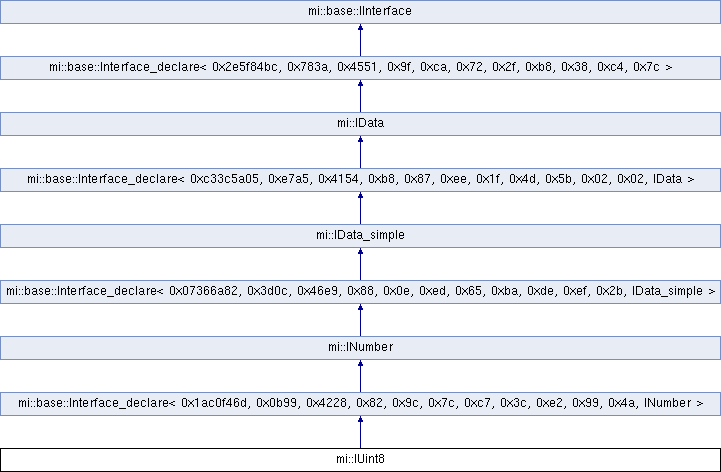 mi::base::IInterface
mi::base::Interface_declare< 0x2e5f84bc, 0x783a, 0x4551, 0x9f, 0xca, 0x72, 0x2f, 0xb8, 0x38, 0xc4, 0x7c >
mi::IData
mi::base::Interface_declare< 0xc33c5a05, 0xe7a5, 0x4154, 0xb8, 0x87, 0xee, 0x1f, 0x4d, 0x5b, 0x02, 0x02, IData >
mi::IData_simple
mi::base::Interface_declare< 0x07366a82, 0x3d0c, 0x46e9, 0x88, 0x0e, 0xed, 0x65, 0xba, 0xde, 0xef, 0x2b, IData_simple >
mi::INumber
mi::base::Interface_declare< 0x1ac0f46d, 0x0b99, 0x4228, 0x82, 0x9c, 0x7c, 0xc7, 0x3c, 0xe2, 0x99, 0x4a, INumber >
mi::IUint8